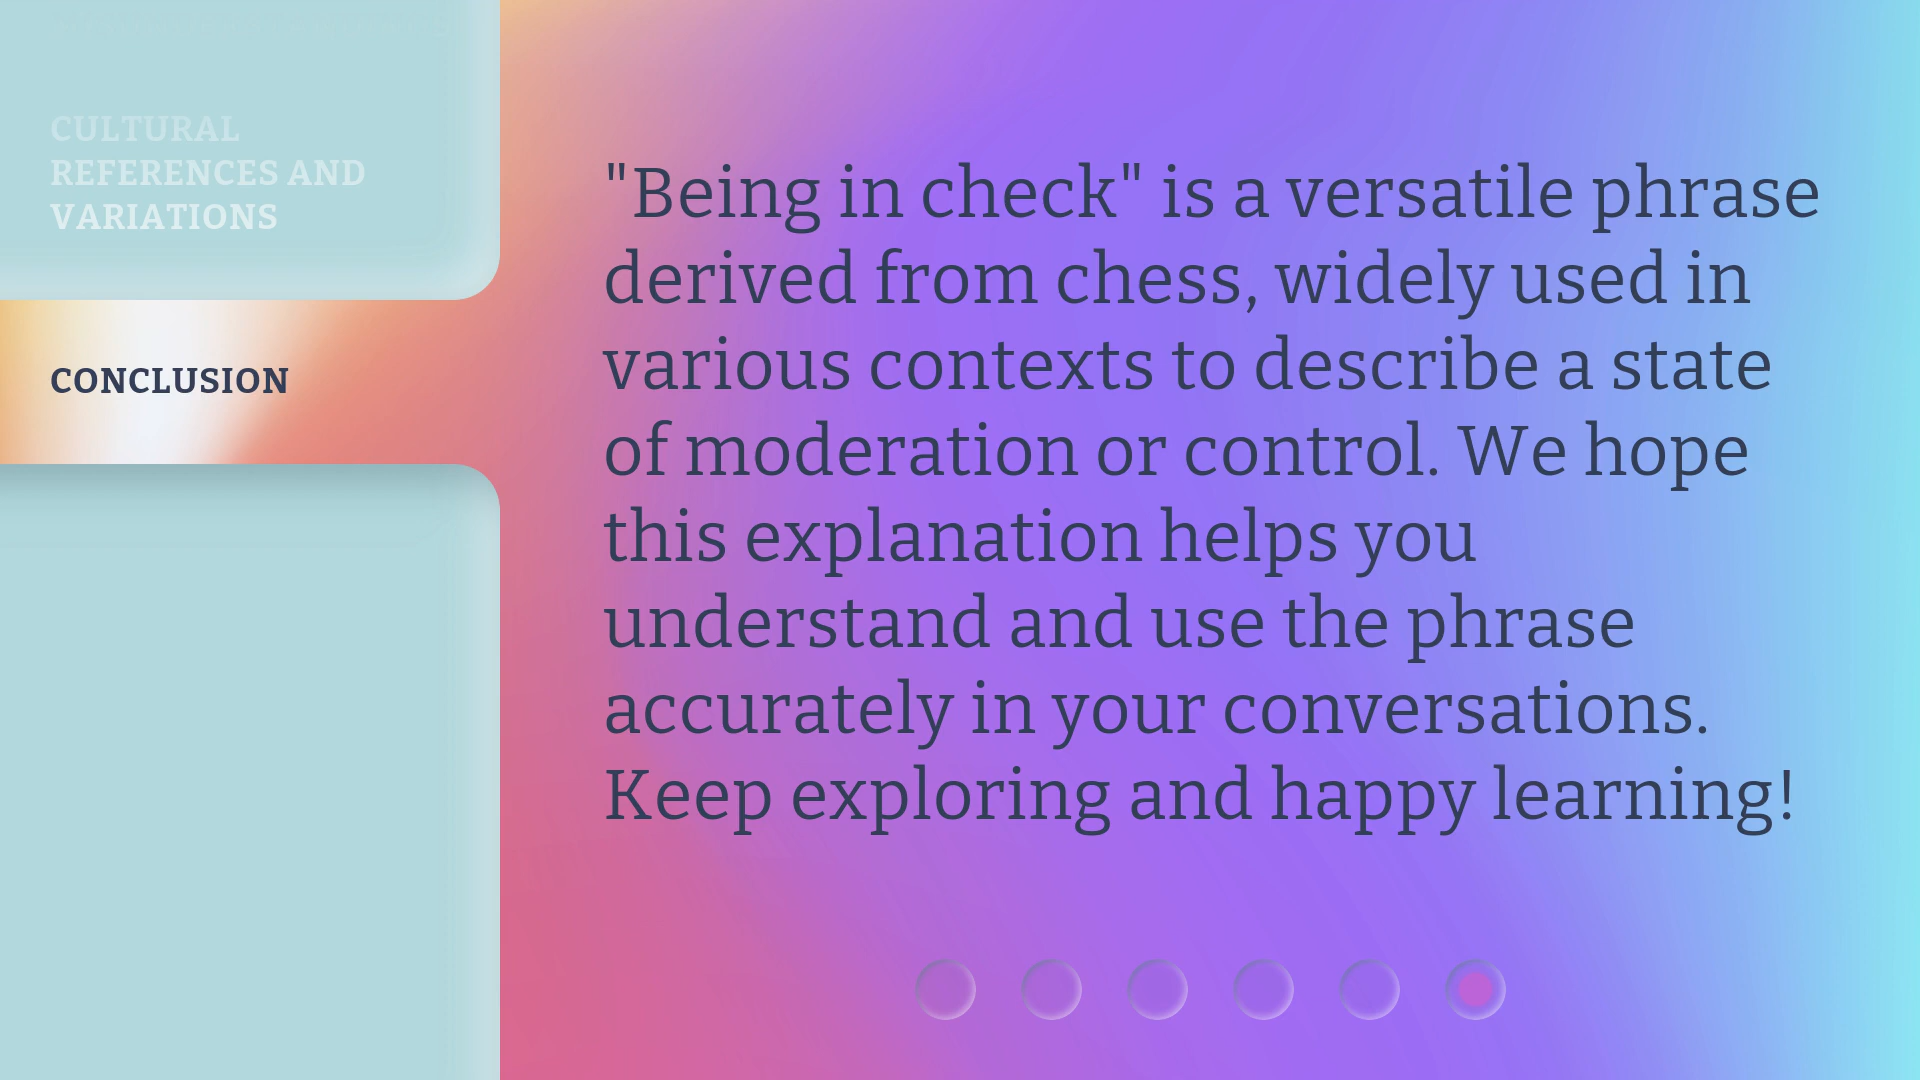 CULTURAL
REFERENCES AND
VARIATIONS
CONCLUSION
"Being in check" is a versatile phrase
derived from chess, widely used in
various contexts to describe a state
of moderation or control. We hope
this explanation helps you
understand and use the phrase
accurately in your conversations.
Keep exploring and happy learning!